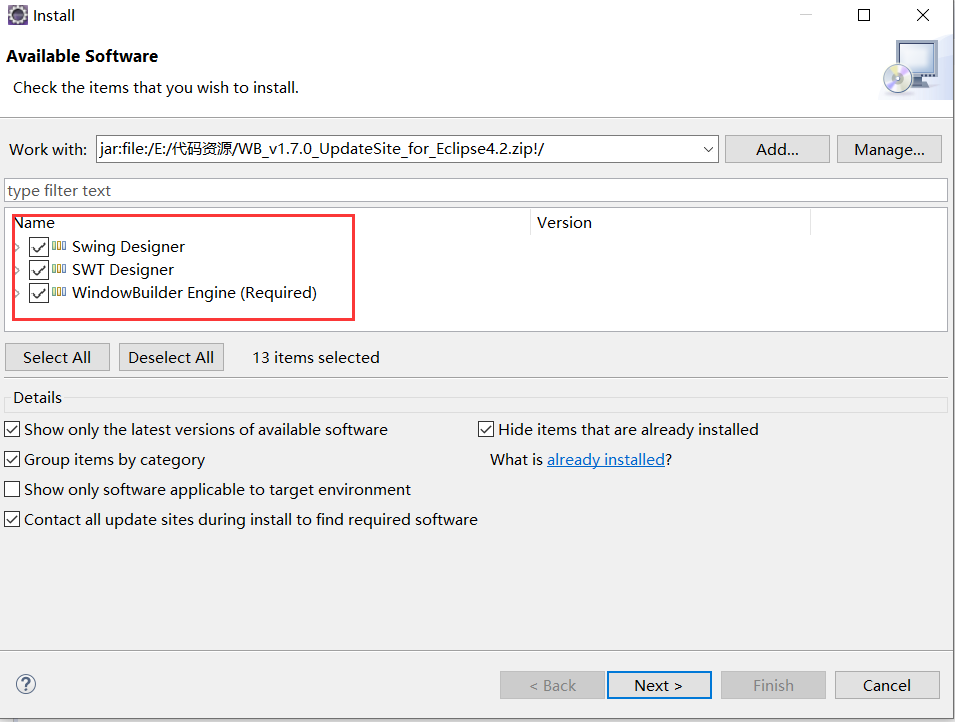 Install
Available Software
Check the items that you wish to install.
Work with: jar:file:/E:/代码资源/WB_v1.7.0_UpdateSite_for_Eclipse4.2.zip!/ Add... Manage...
type filter text
Name Version
Swing Designer
SWT Designer
WindowBuilder Engine (Required)
Select All Deselect All 13 items selected
Details
Show only the latest versions of available software Hide items that are already installed
Group items by category What is already installed?
Show only software applicable to target environment
Contact all update sites during install to find required software
? < Back Next > Finish Cancel